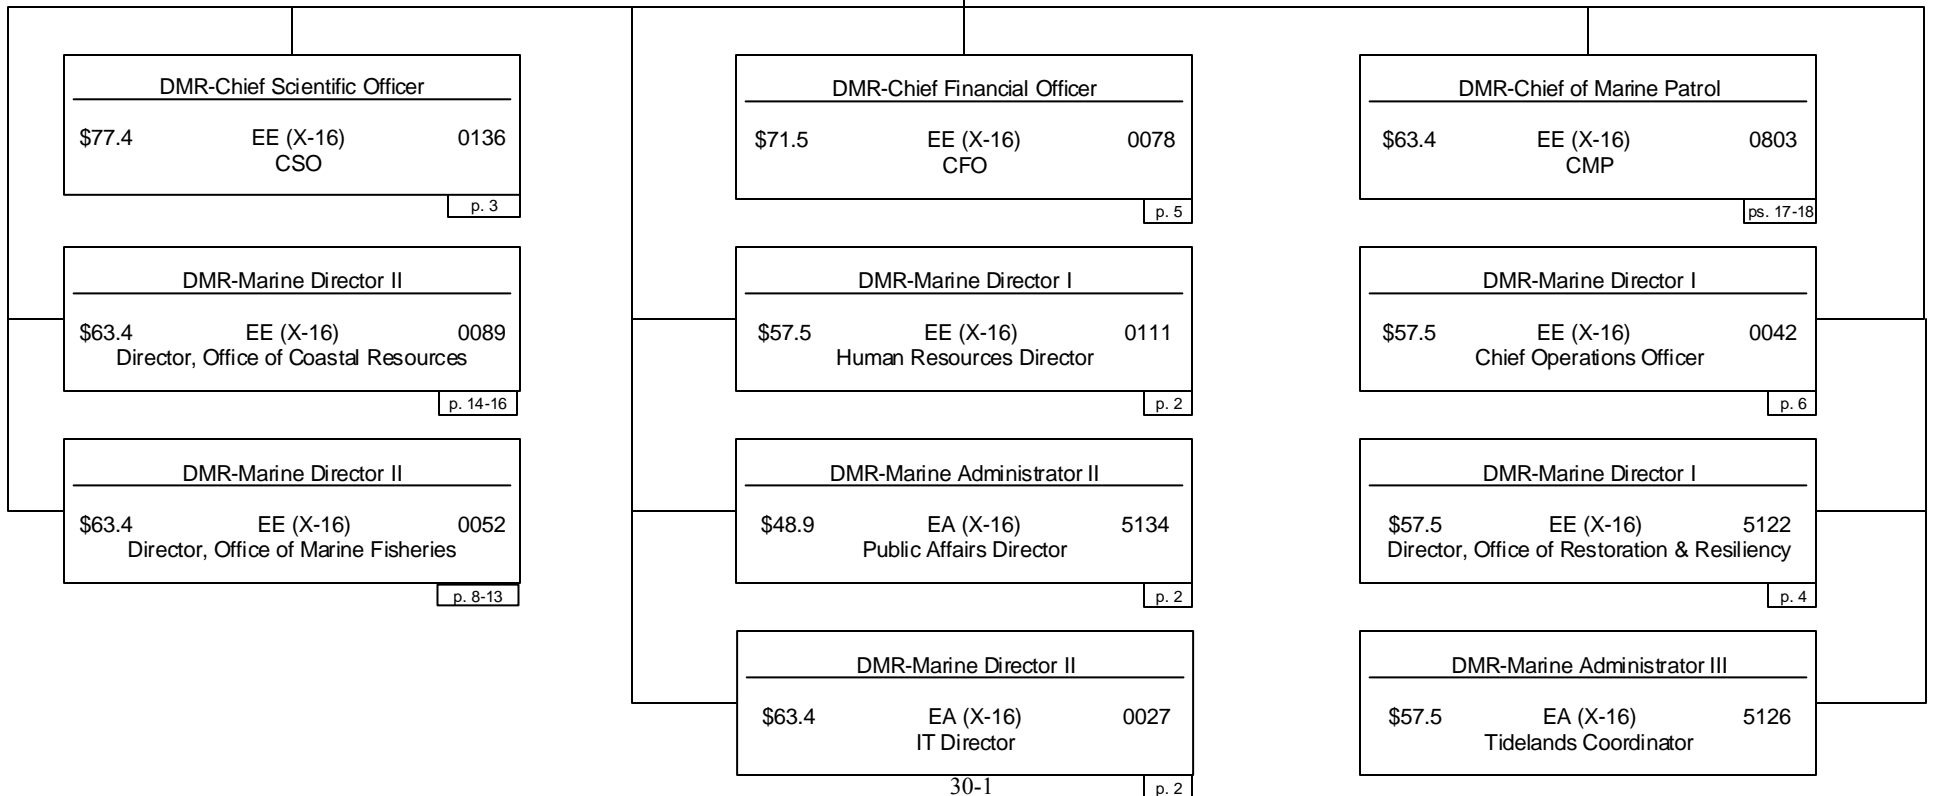 DMR-Chief Scientific Officer
$77.4 EE (X-16) 0136
CSO
p. 3
DMR-Marine Director II
$63.4 EE (X-16) 0089
Director, Office of Coastal Resources
p. 14-16
DMR-Marine Director II
$63.4 EE (X-16) 0052
Director, Office of Marine Fisheries
p. 8-13
DMR-Chief Financial Officer
$71.5 EE (X-16) 0078
CFO
p. 5
DMR-Marine Director I
$57.5 EE (X-16) 0111
Human Resources Director
p. 2
DMR-Marine Administrator II
$48.9 EA (X-16) 5134
Public Affairs Director
p. 2
DMR-Marine Director II
$63.4 EA (X-16) 0027
IT Director
p. 2
DMR-Chief of Marine Patrol
$63.4 EE (X-16) 0803
CMP
ps. 17-18
DMR-Marine Director I
$57.5 EE (X-16) 0042
Chief Operations Officer
p. 6
DMR-Marine Director I
$57.5 EE (X-16) 5122
Director, Office of Restoration & Resiliency
p. 4
DMR-Marine Administrator III
$57.5 EA (X-16) 5126
Tidelands Coordinator
30-1